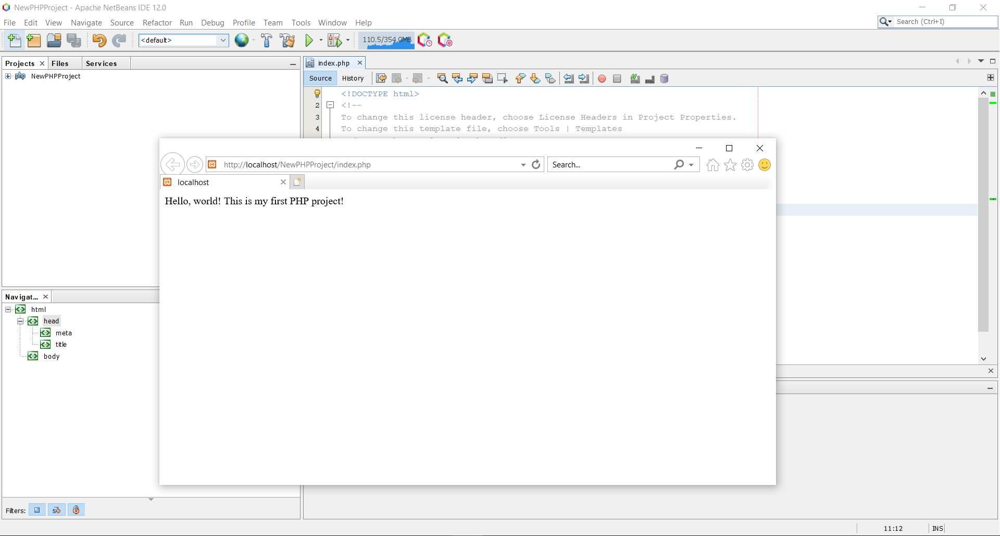 NewPHPProject - Apache NetBeans IDE 12.0
File Edit View Navigate Source Refactor Run Debug Profile Team Tools Window Help
Search (Ctrl+I)
<default>
110.5/354.0MB
Projects Files Services
index.php
NewPHPProject
Source History
<!DOCTYPE html>
2 <!--
3 To change this license header, choose License Headers in Project Properties.
4 To change this template file, choose Tools | Templates
http://localhost/NewPHPProject/index.php
Search...
localhost
Hello, world! This is my first PHP project!
Navigat...
html
head
meta
title
body
Filters:
11:12 INS